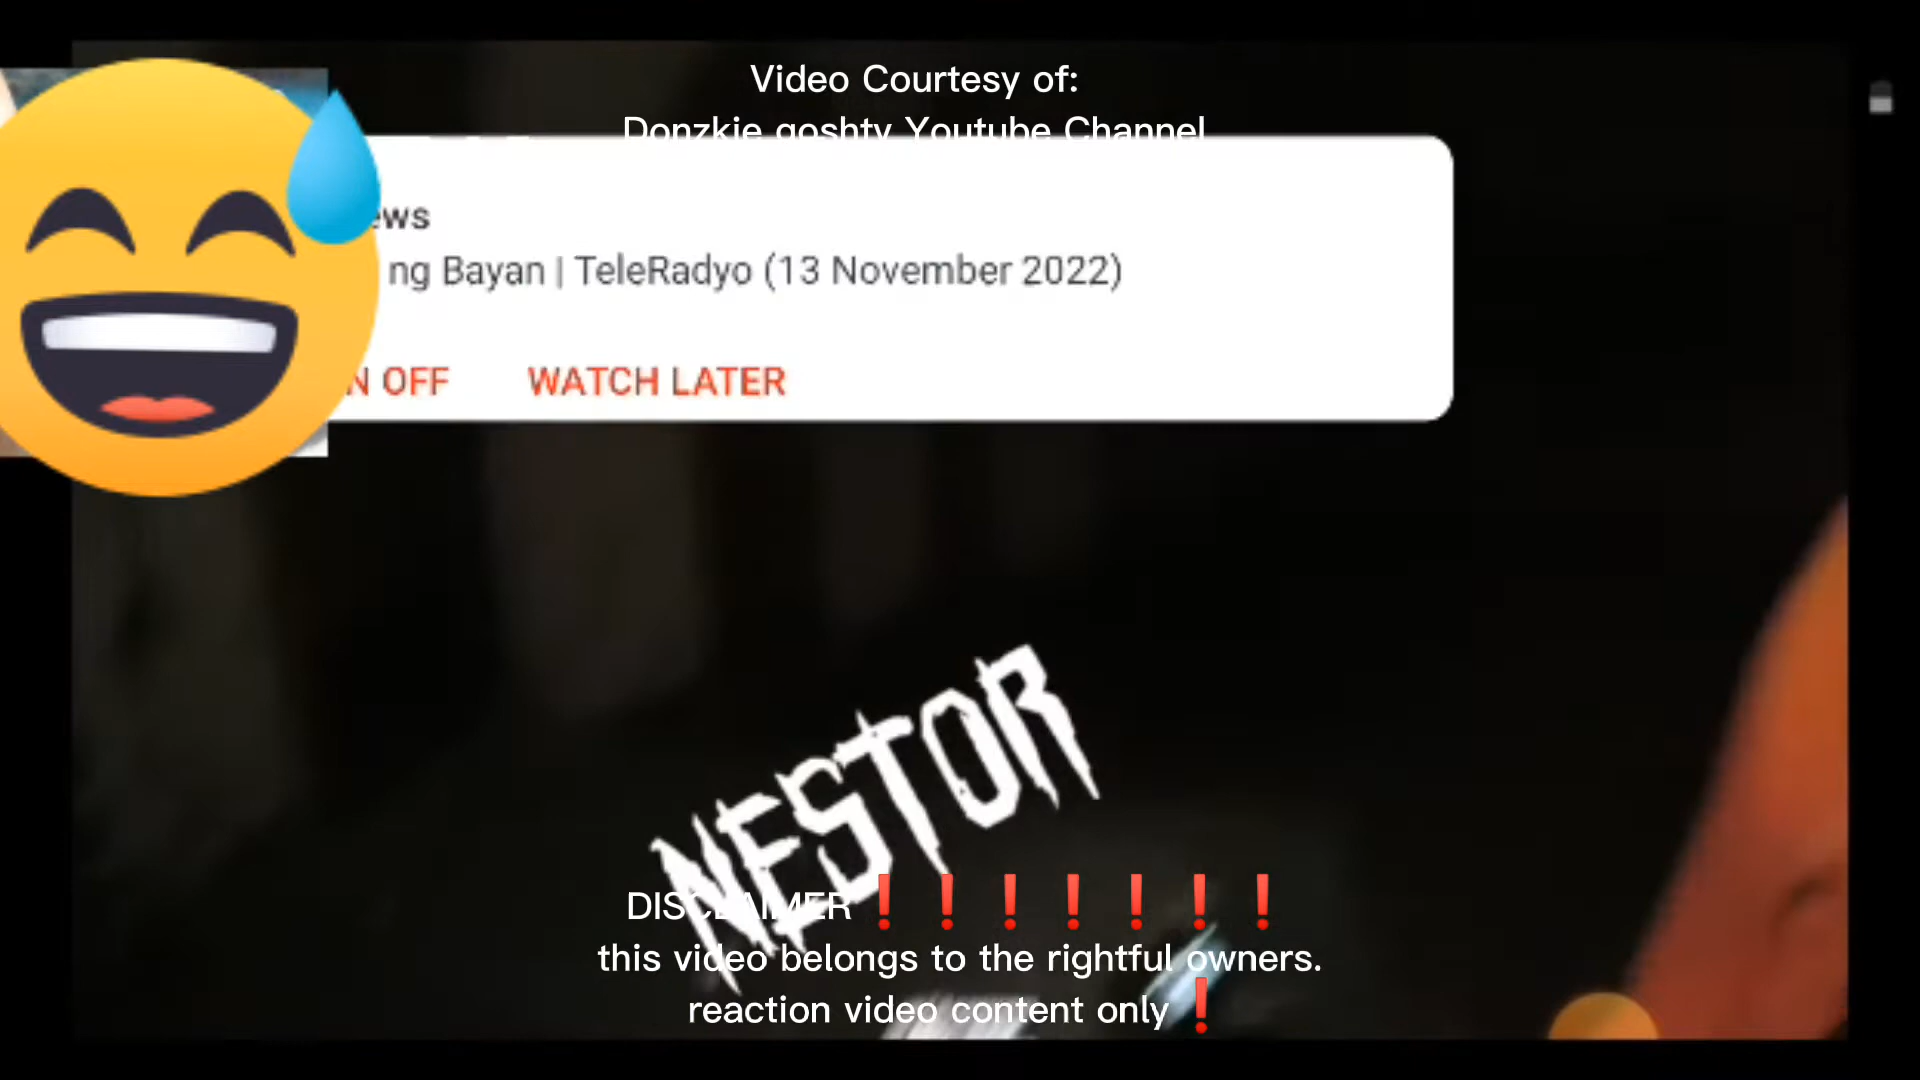 Video Courtesy of:
Donzkie goshty Youtube Channel
ng Bayan | TeleRadyo (13 November 2022)
OFF WATCH LATER
NESTOR
DISCLAIMER❗❗❗❗❗❗❗
this video belongs to the rightful owners.
reaction video content only❗